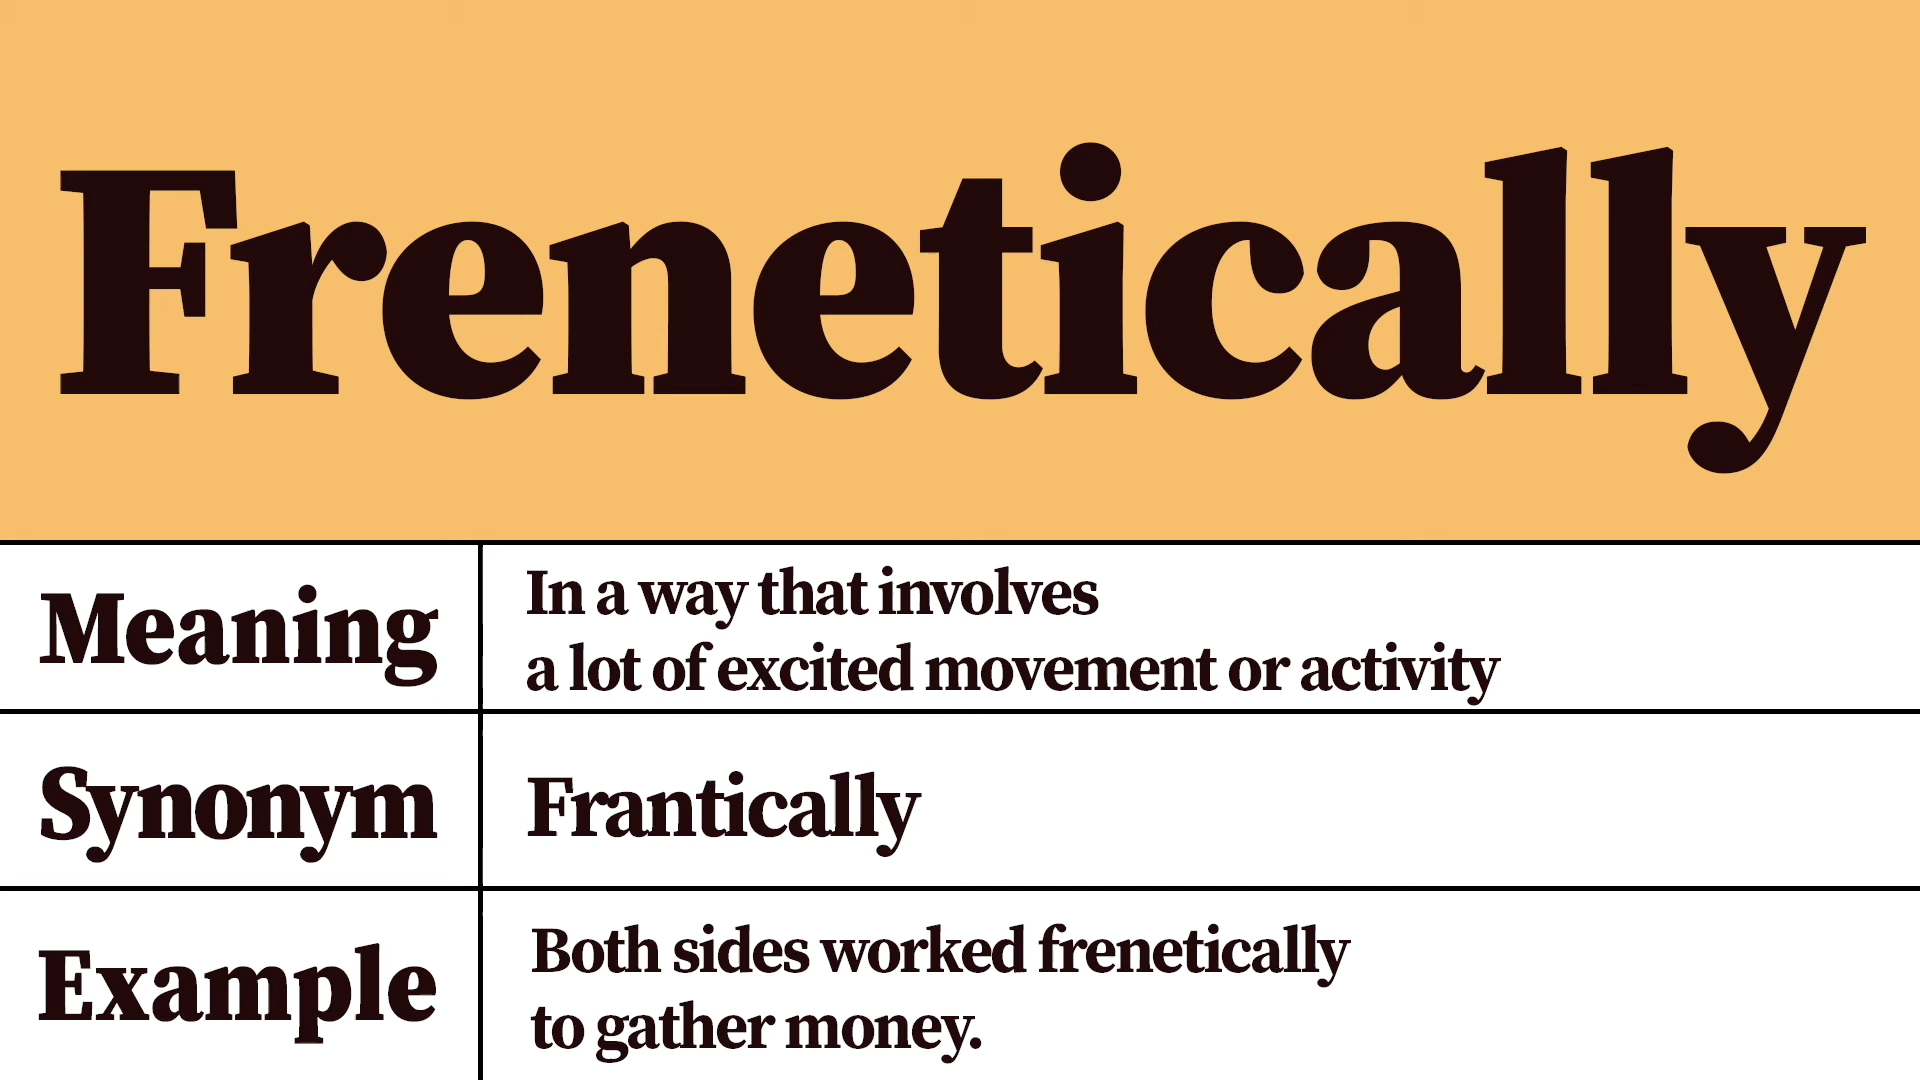 Frenetically
Meaning
In a way that involves
a lot of excited movement or activity
Synonym
Frantically
Example
Both sides worked frenetically
to gather money.